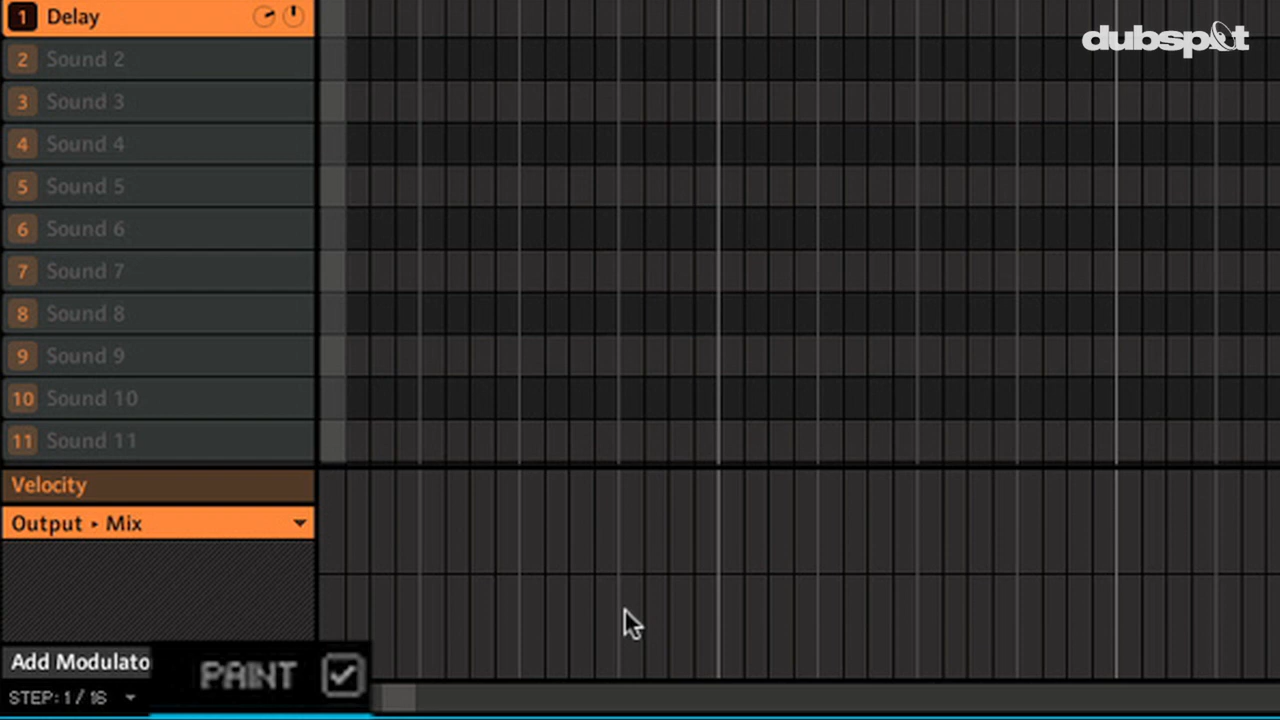 1 Delay
dubspot
2 Sound 2
3 Sound 3
4 Sound 4
5 Sound 5
6 Sound 6
7 Sound 7
8 Sound 8
9 Sound 9
10 Sound 10
11 Sound 11
Velocity
Output ▸ Mix
Add Modulato
PAINT
STEP: 1 / 16